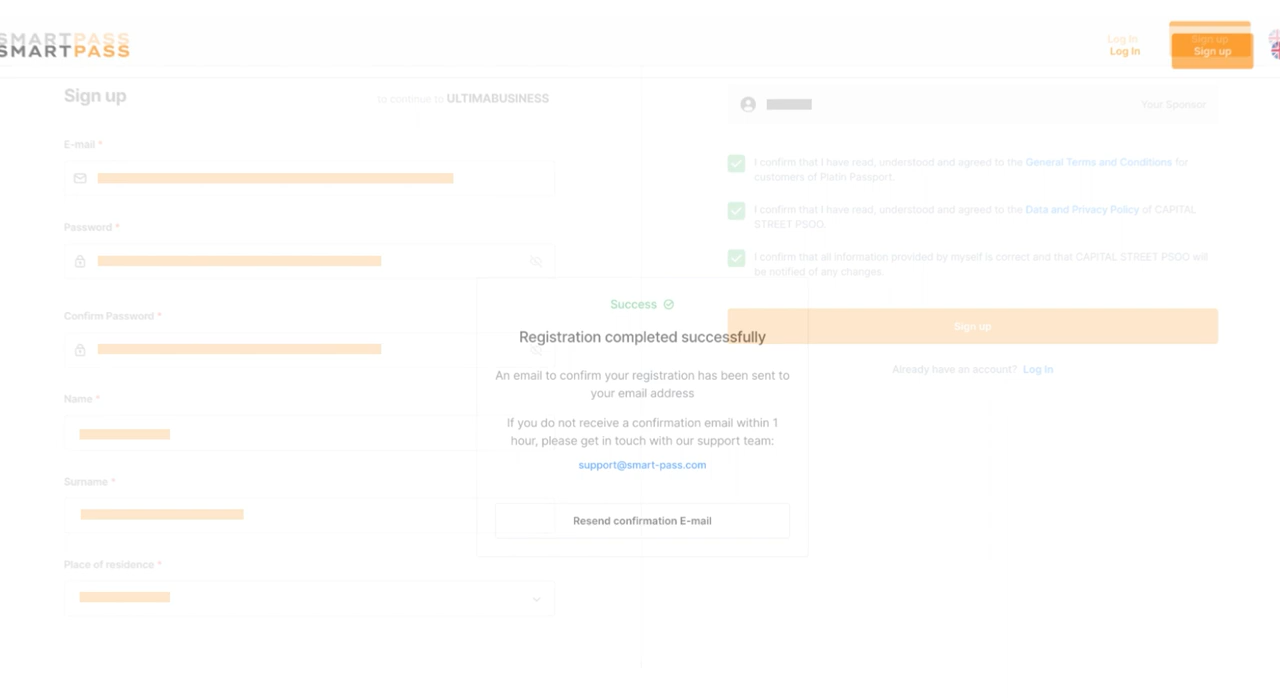 SMARTPASS
SMARTPASS
Log In
Log In
Sign up
Sign up
Sign up
to continue to ULTIMABUSINESS
E-mail *
Password *
Confirm Password *
Name *
Surname *
Place of residence *
Your Sponsor
I confirm that I have read, understood and agreed to the General Terms and Conditions for
customers of Platin Passport.
I confirm that I have read, understood and agreed to the Data and Privacy Policy of CAPITAL
STREET PSOO.
I confirm that all information provided by myself is correct and that CAPITAL STREET PSOO will
be notified of any changes.
Sign up
Already have an account? Log In
Success
Registration completed successfully
An email to confirm your registration has been sent to
your email address
If you do not receive a confirmation email within 1
hour, please get in touch with our support team:
support@smart-pass.com
Resend confirmation E-mail